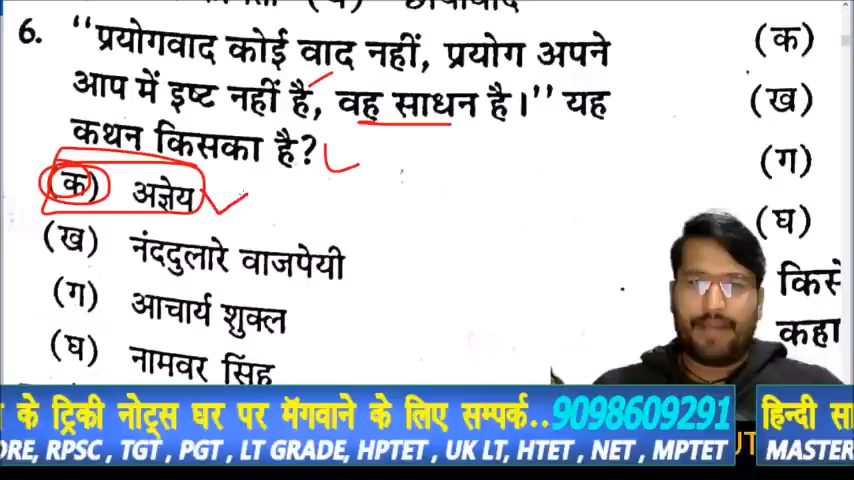 छायावाद
6. “प्रयोगवाद कोई वाद नहीं, प्रयोग अपने
आप में इष्ट नहीं है, वह साधन है।” यह
कथन किसका है?
(क) अज्ञेय
(ख) नंददुलारे वाजपेयी
(ग) आचार्य शुक्ल
(घ) नामवर सिंह
(क)
(ख)
(ग)
(घ)
किसे
कहा
के ट्रिकी नोट्स घर पर मॅगवाने के लिए सम्पर्क..9098609291 हिन्दी सा
RPSC , TGT , PGT , LT GRADE, HPTET , UK LT, HTET , NET , MPTET MASTER